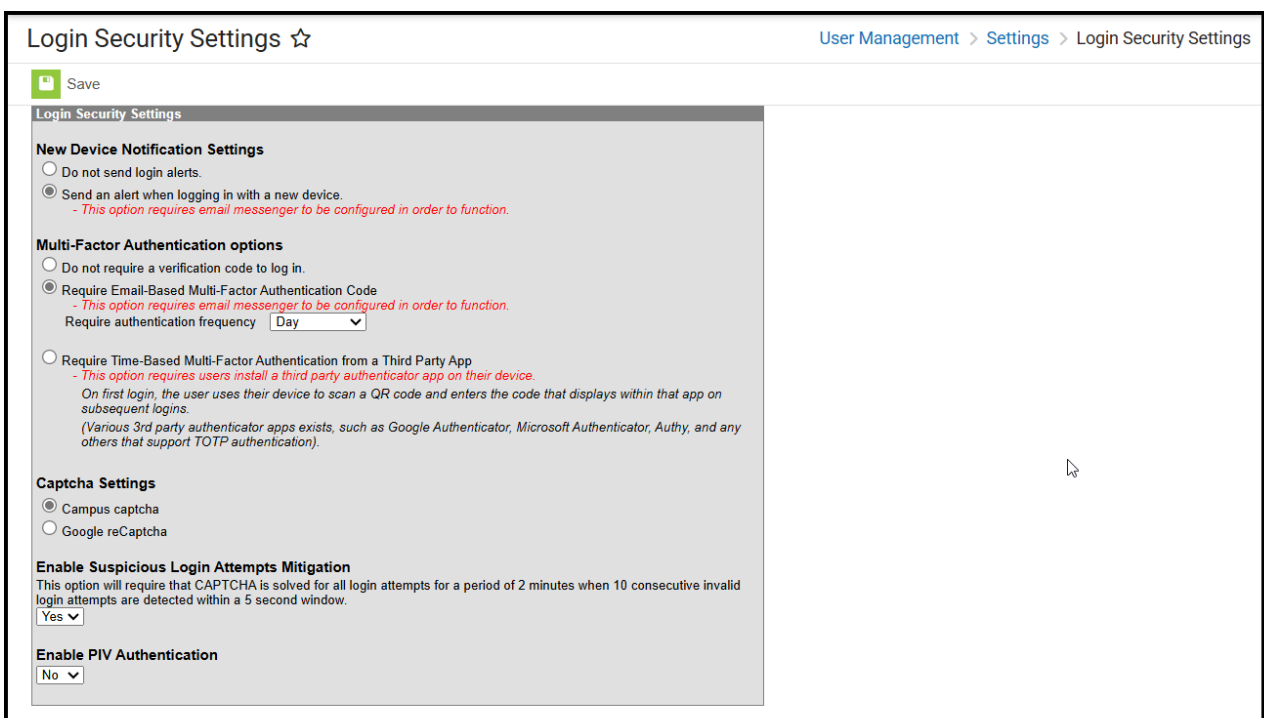 Login Security Settings
User Management > Settings > Login Security Settings
Save
Login Security Settings
New Device Notification Settings
Do not send login alerts.
Send an alert when logging in with a new device.
- This option requires email messenger to be configured in order to function.
Multi-Factor Authentication options
Do not require a verification code to log in.
Require Email-Based Multi-Factor Authentication Code
- This option requires email messenger to be configured in order to function.
Require authentication frequency Day
Require Time-Based Multi-Factor Authentication from a Third Party App
- This option requires users install a third party authenticator app on their device.
On first login, the user uses their device to scan a QR code and enters the code that displays within that app on
subsequent logins.
(Various 3rd party authenticator apps exists, such as Google Authenticator, Microsoft Authenticator, Authy, and any
others that support TOTP authentication).
Captcha Settings
Campus captcha
Google reCaptcha
Enable Suspicious Login Attempts Mitigation
This option will require that CAPTCHA is solved for all login attempts for a period of 2 minutes when 10 consecutive invalid
login attempts are detected within a 5 second window.
Yes
Enable PIV Authentication
No